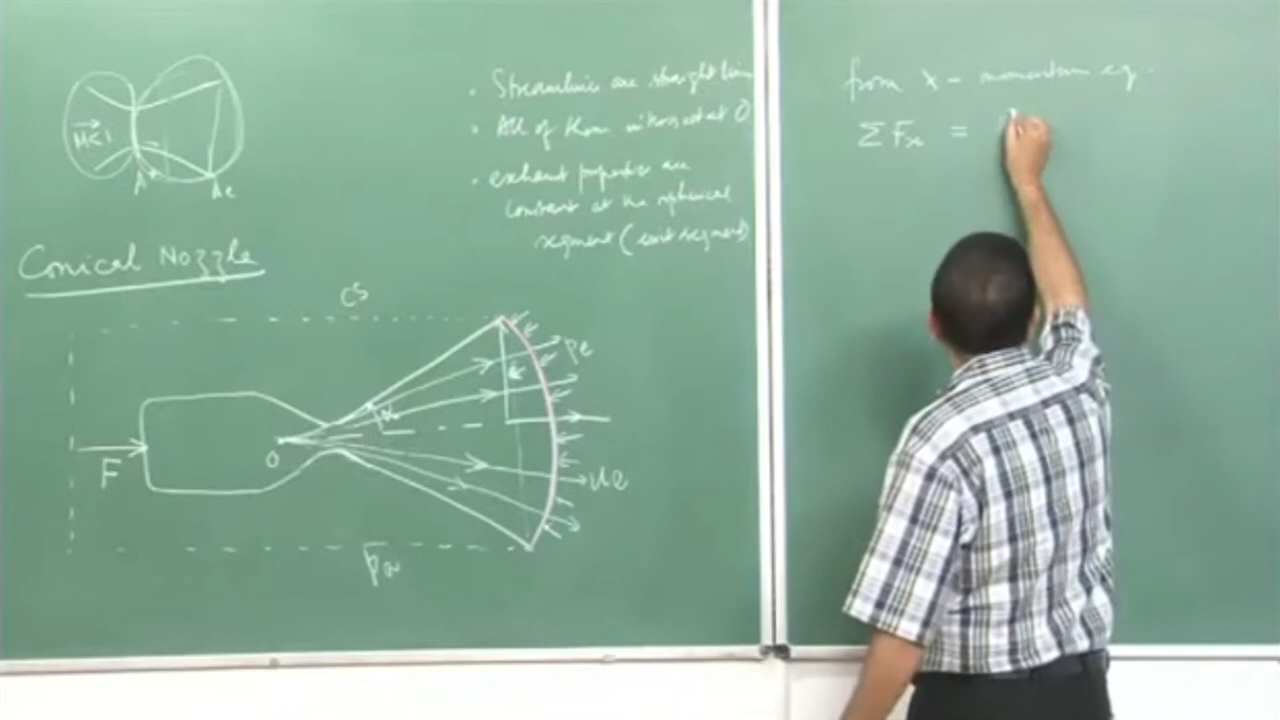 M<1
A*
Ae
• Streamlines are straight lines
• All of them intersect at O
• exhaust properties are
constant at the spherical
segment (exit segment)
Conical Nozzle
CS
pe
α
O
F
ue
pa
from x - momentum eq.
ΣFx =